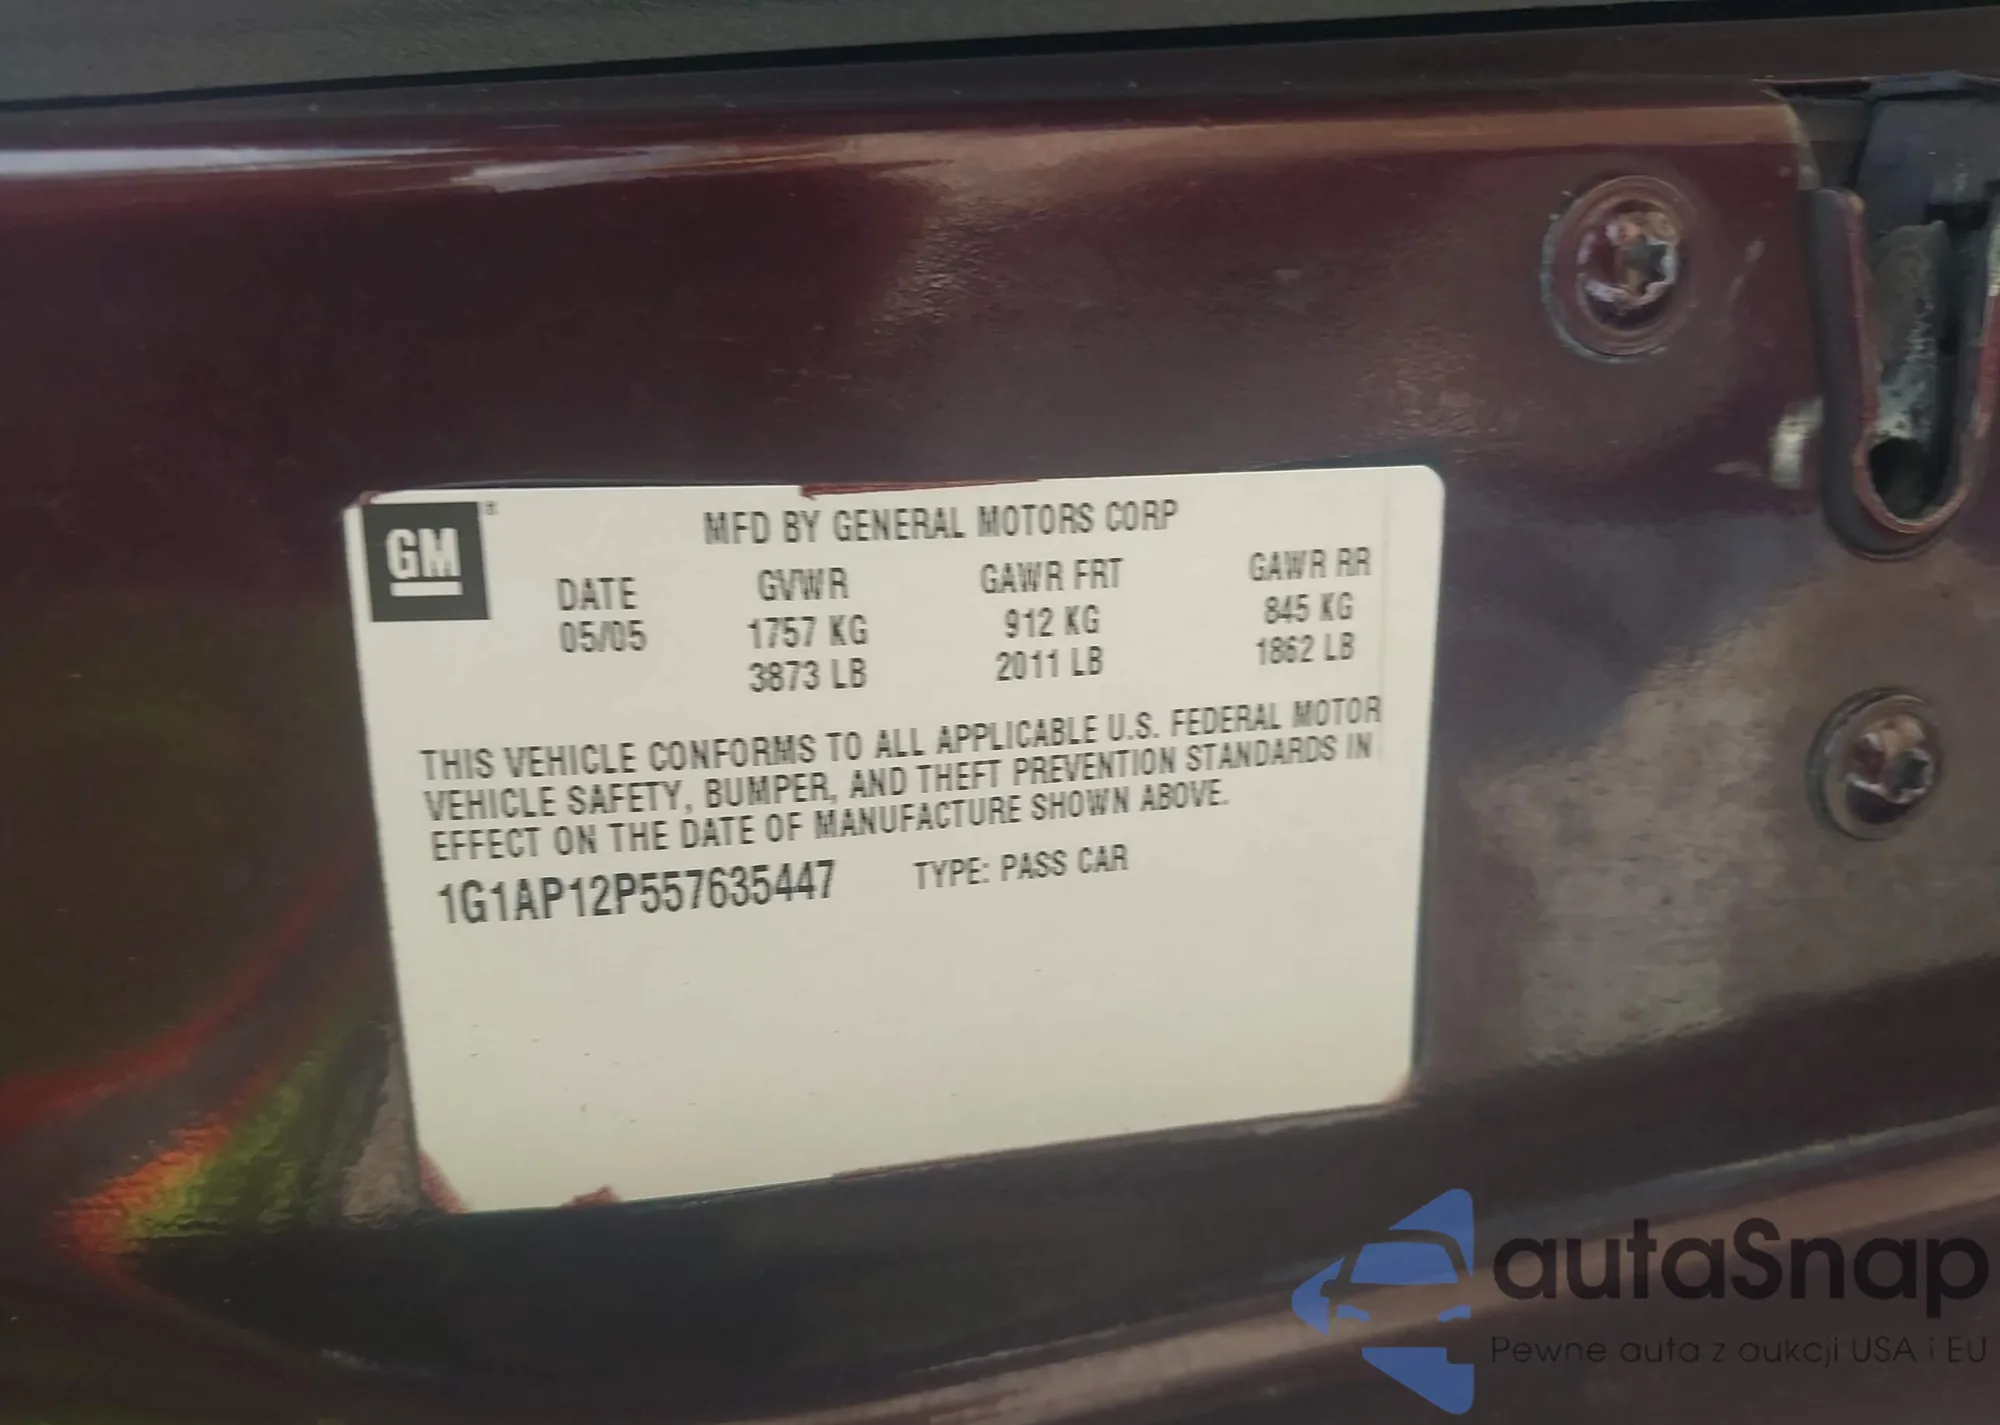 GM
MFD BY GENERAL MOTORS CORP
DATE GVWR GAWR FRT GAWR RR
05/05 1757 KG 912 KG 845 KG
3873 LB 2011 LB 1862 LB
THIS VEHICLE CONFORMS TO ALL APPLICABLE U.S. FEDERAL MOTOR
VEHICLE SAFETY, BUMPER, AND THEFT PREVENTION STANDARDS IN
EFFECT ON THE DATE OF MANUFACTURE SHOWN ABOVE.
1G1AP12P557635447 TYPE: PASS CAR
autaSnap
Pewne auta z aukcji USA i EU